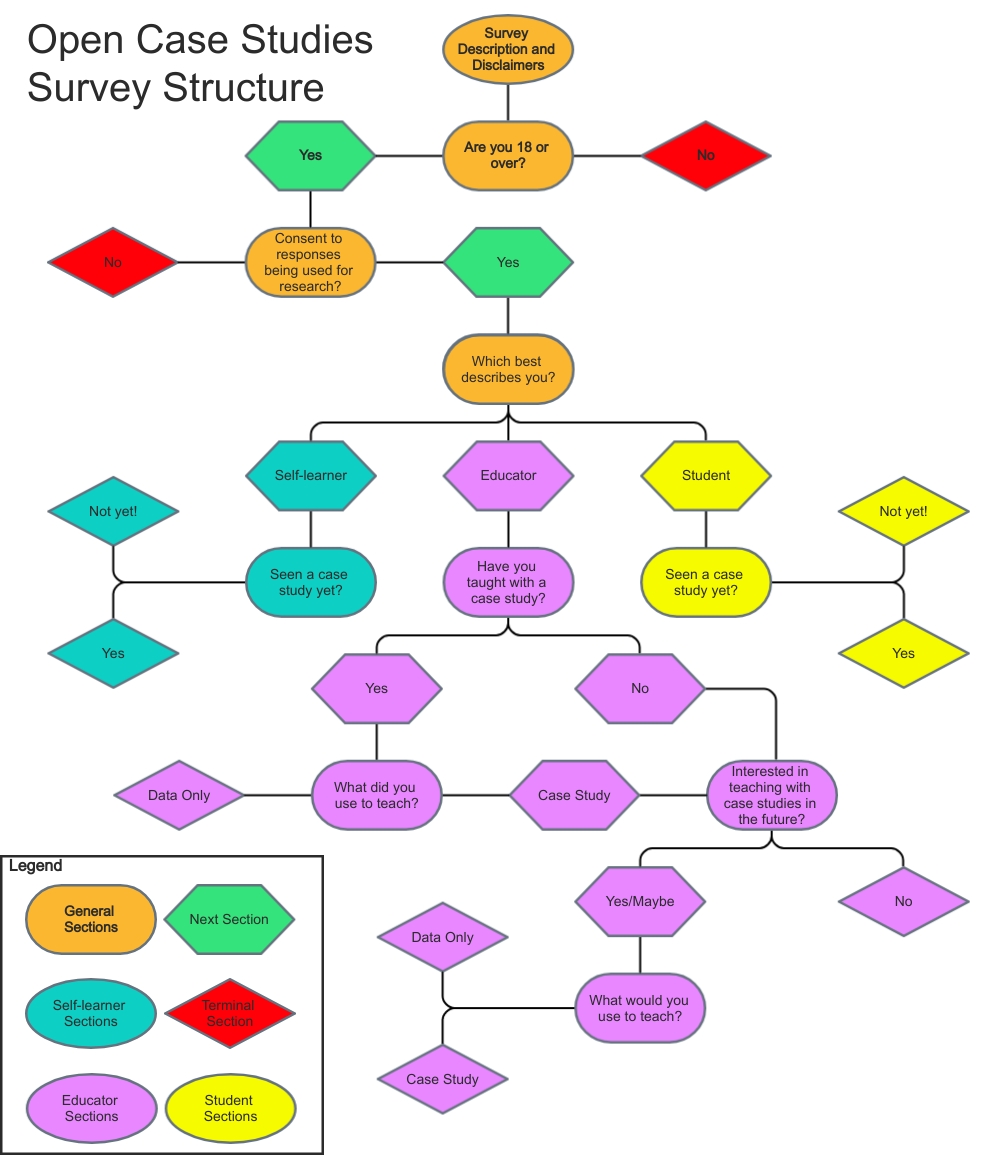 Open Case Studies
Survey Structure
Survey
Description and
Disclaimers
Yes
Are you 18 or
over?
No
No
Consent to
responses
being used for
research?
Yes
Which best
describes you?
Self-learner
Educator
Student
Not yet!
Not yet!
Seen a case
study yet?
Have you
taught with a
case study?
Seen a case
study yet?
Yes
Yes
Yes
No
Data Only
What did you
use to teach?
Case Study
Interested in
teaching with
case studies in
the future?
Yes/Maybe
No
Data Only
What would you
use to teach?
Case Study
Legend
General
Sections
Next Section
Self-learner
Sections
Terminal
Section
Educator
Sections
Student
Sections